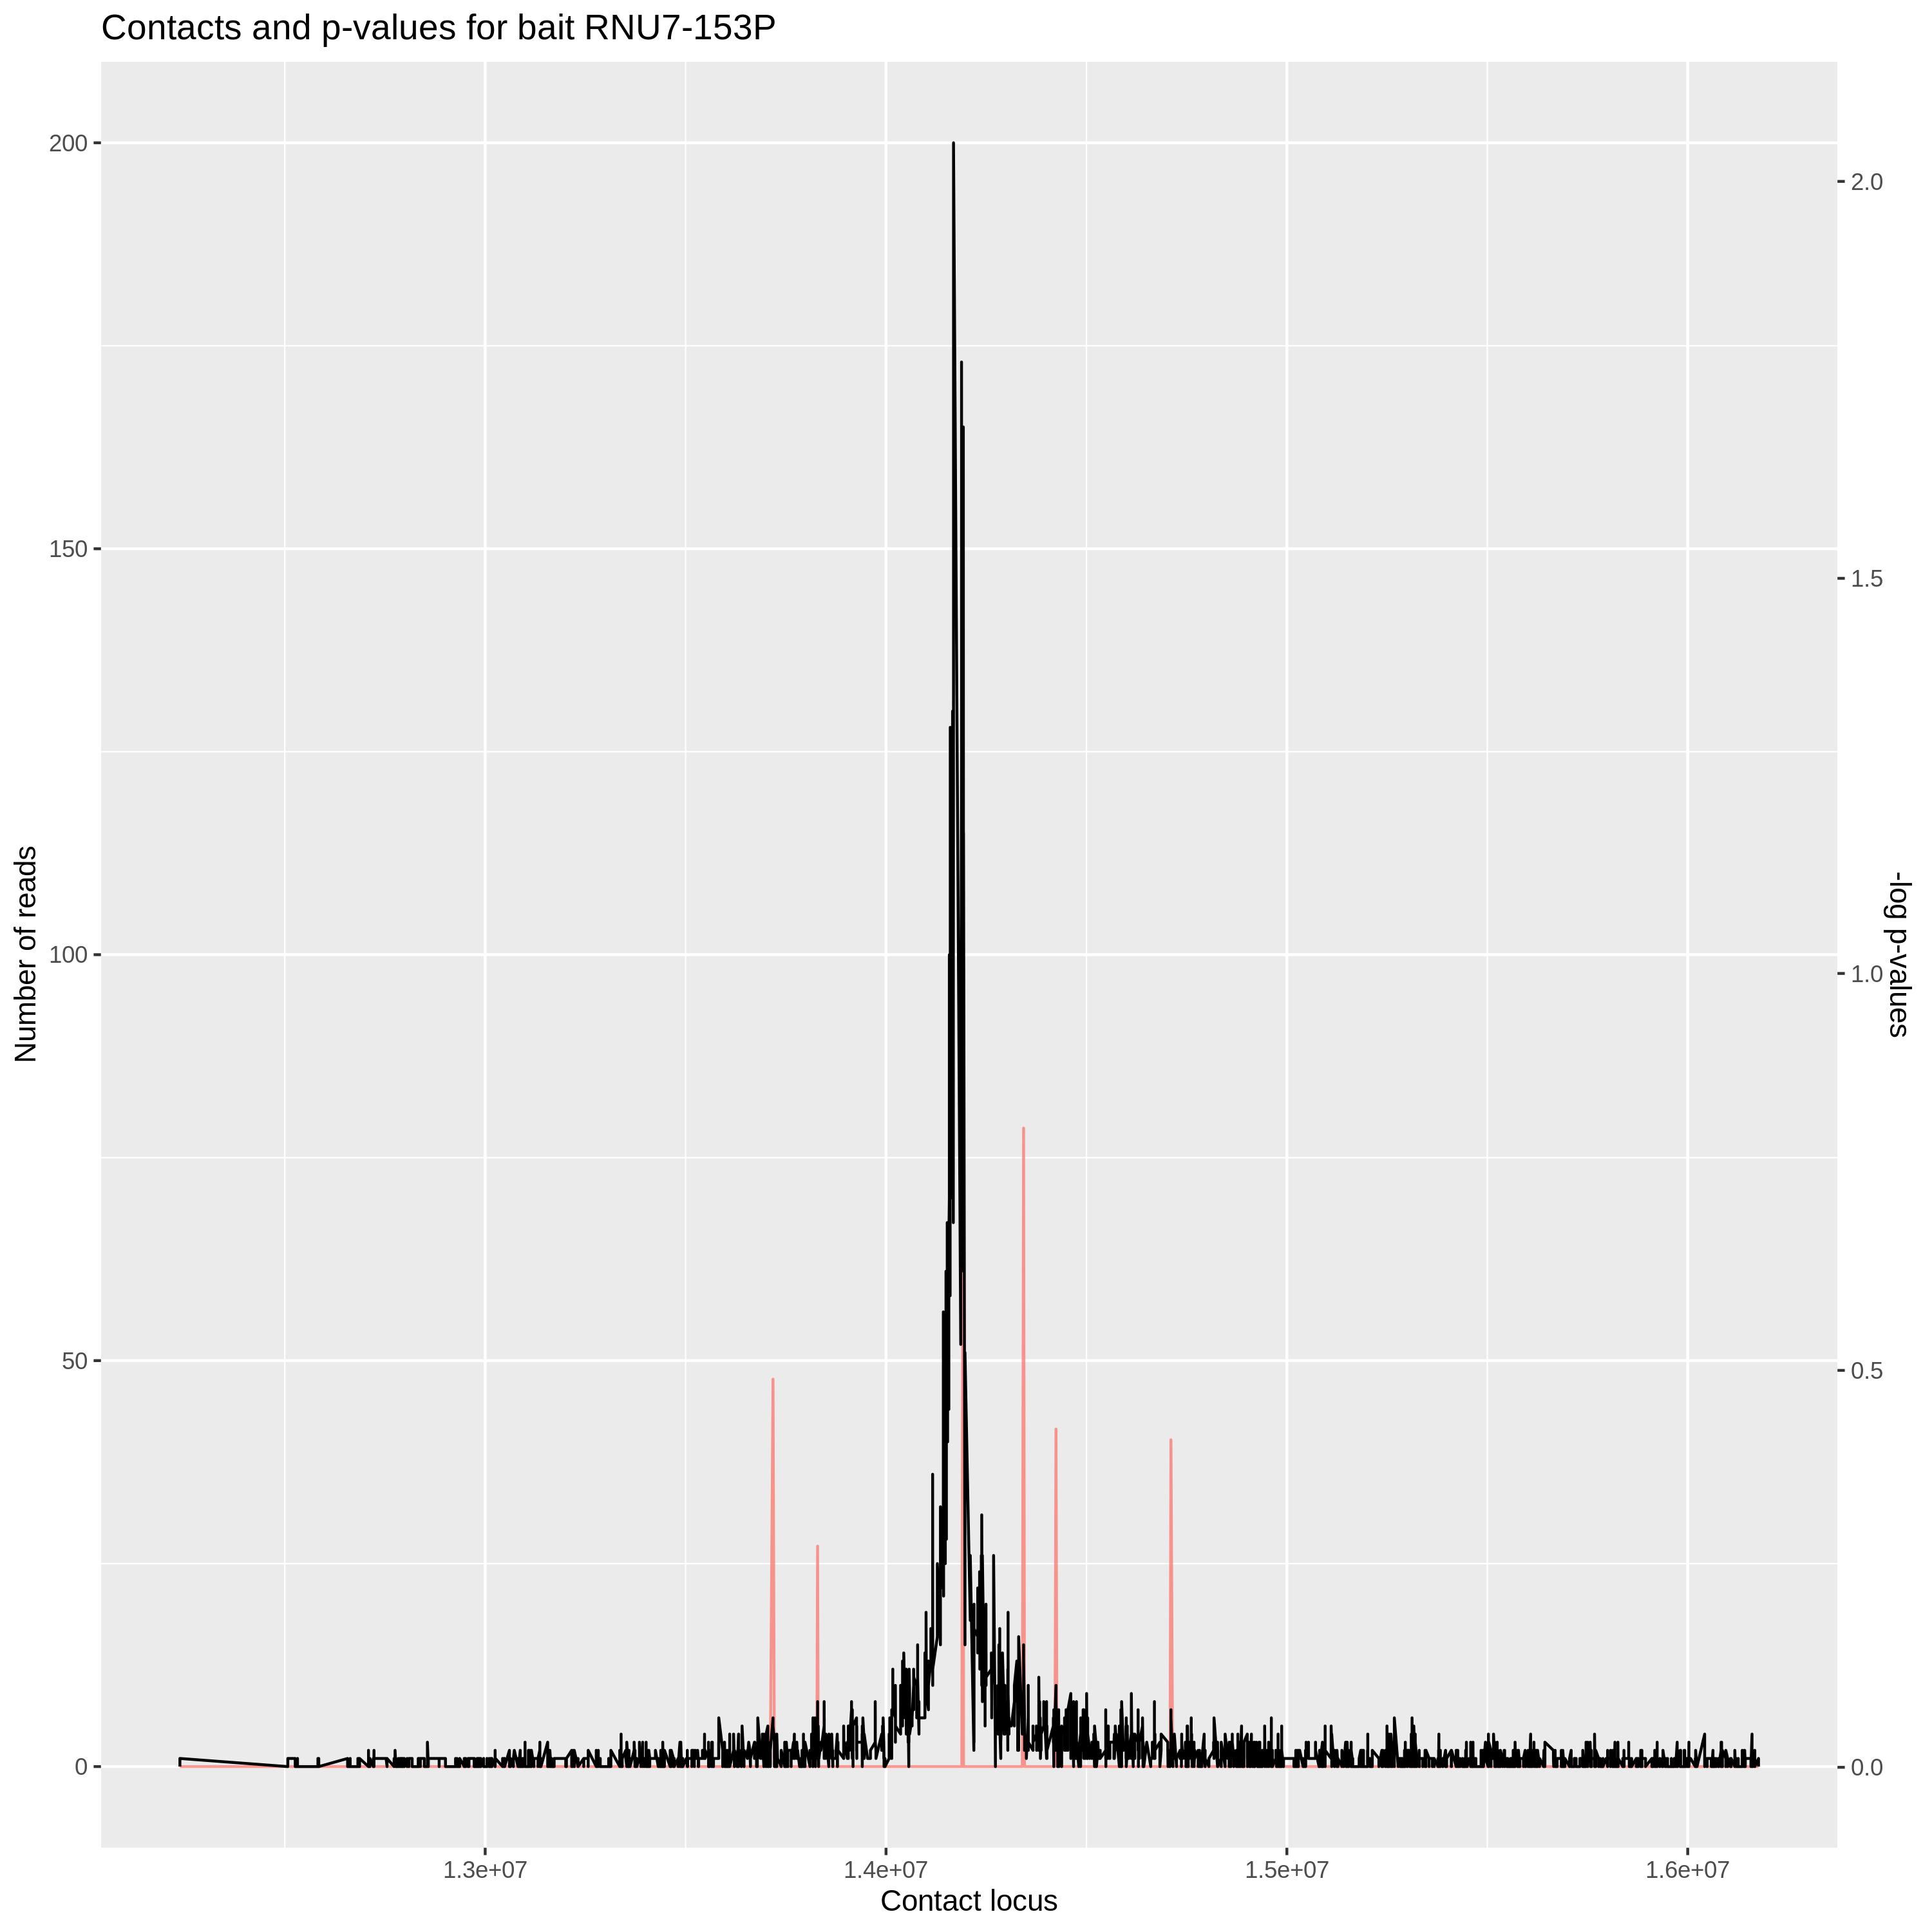 Contacts and p-values for bait RNU7-153P
200
150
100
50
0
2.0
1.5
1.0
0.5
0.0
Number of reads
-log p-values
1.3e+07
1.4e+07
1.5e+07
1.6e+07
Contact locus